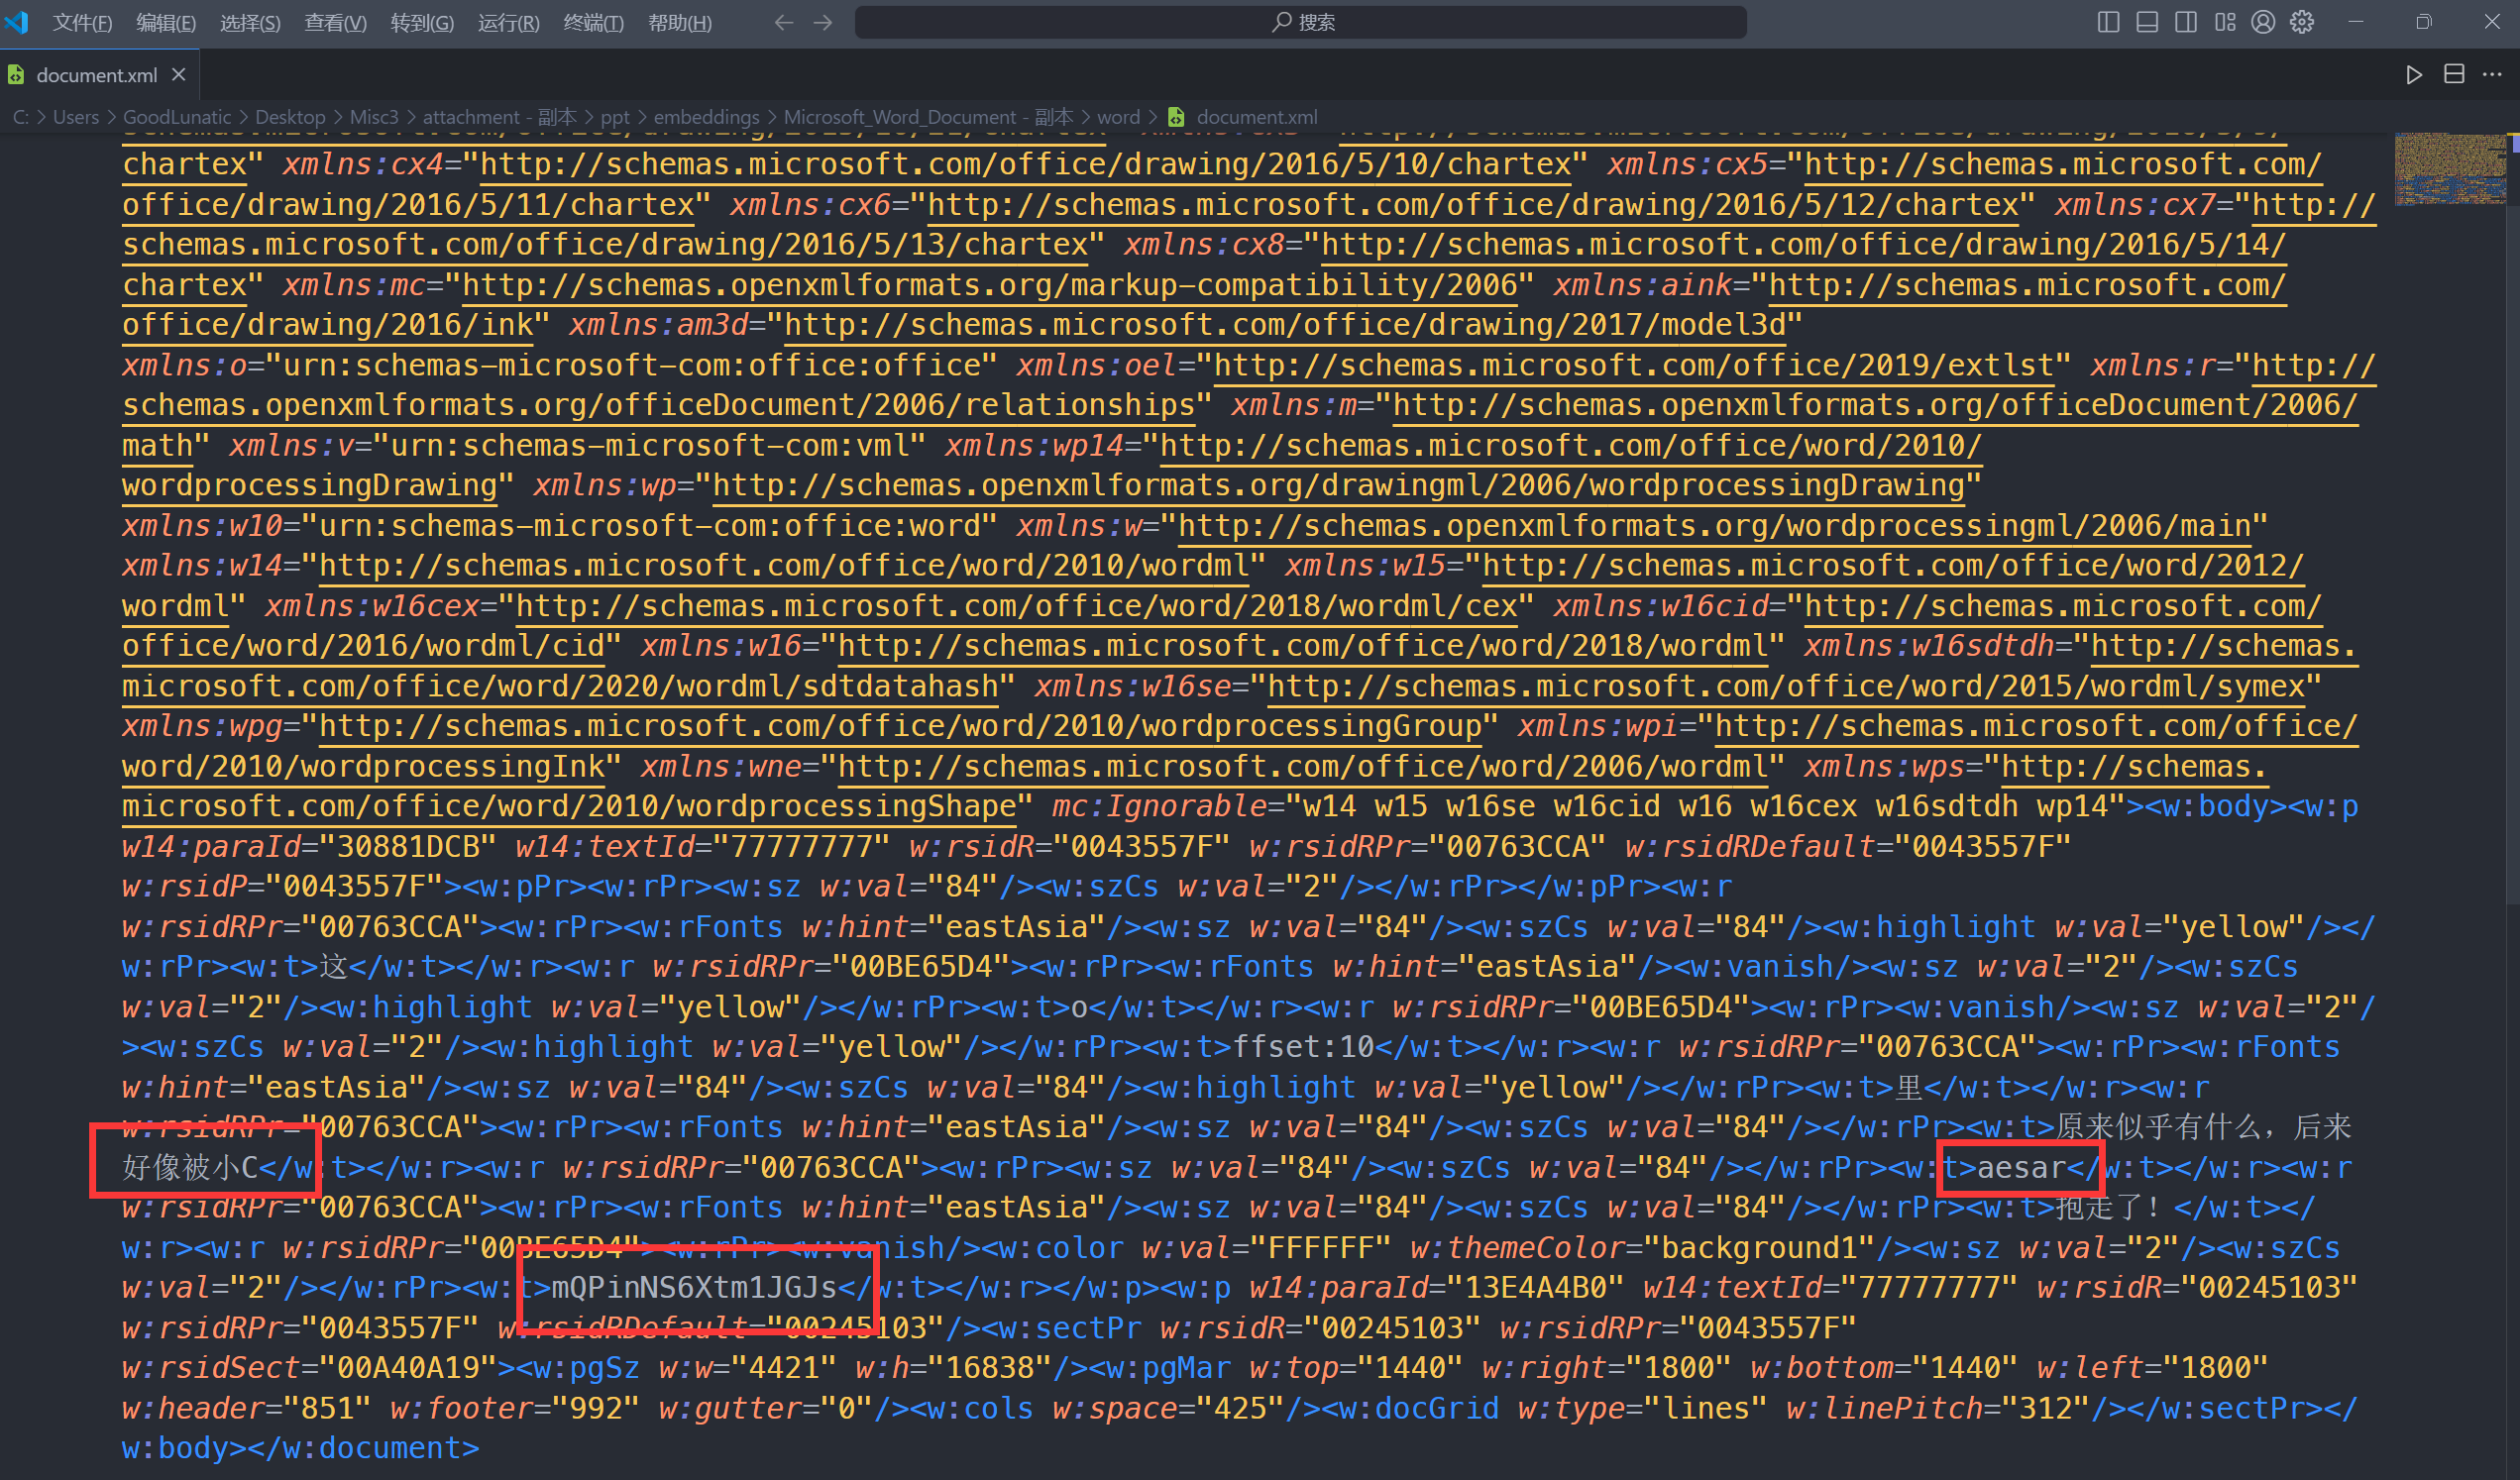 文件(F) 编辑(E) 选择(S) 查看(V) 转到(G) 运行(R) 终端(T) 帮助(H) 搜索
document.xml
C: > Users > GoodLunatic > Desktop > Misc3 > attachment - 副本 > ppt > embeddings > Microsoft_Word_Document - 副本 > word > document.xml
chartex" xmlns:cx4="http://schemas.microsoft.com/office/drawing/2016/5/10/chartex" xmlns:cx5="http://schemas.microsoft.com/
office/drawing/2016/5/11/chartex" xmlns:cx6="http://schemas.microsoft.com/office/drawing/2016/5/12/chartex" xmlns:cx7="http://
schemas.microsoft.com/office/drawing/2016/5/13/chartex" xmlns:cx8="http://schemas.microsoft.com/office/drawing/2016/5/14/
chartex" xmlns:mc="http://schemas.openxmlformats.org/markup-compatibility/2006" xmlns:aink="http://schemas.microsoft.com/
office/drawing/2016/ink" xmlns:am3d="http://schemas.microsoft.com/office/drawing/2017/model3d"
xmlns:o="urn:schemas-microsoft-com:office:office" xmlns:oel="http://schemas.microsoft.com/office/2019/extlst" xmlns:r="http://
schemas.openxmlformats.org/officeDocument/2006/relationships" xmlns:m="http://schemas.openxmlformats.org/officeDocument/2006/
math" xmlns:v="urn:schemas-microsoft-com:vml" xmlns:wp14="http://schemas.microsoft.com/office/word/2010/
wordprocessingDrawing" xmlns:wp="http://schemas.openxmlformats.org/drawingml/2006/wordprocessingDrawing"
xmlns:w10="urn:schemas-microsoft-com:office:word" xmlns:w="http://schemas.openxmlformats.org/wordprocessingml/2006/main"
xmlns:w14="http://schemas.microsoft.com/office/word/2010/wordml" xmlns:w15="http://schemas.microsoft.com/office/word/2012/
wordml" xmlns:w16cex="http://schemas.microsoft.com/office/word/2018/wordml/cex" xmlns:w16cid="http://schemas.microsoft.com/
office/word/2016/wordml/cid" xmlns:w16="http://schemas.microsoft.com/office/word/2018/wordml" xmlns:w16sdtdh="http://schemas.
microsoft.com/office/word/2020/wordml/sdtdatahash" xmlns:w16se="http://schemas.microsoft.com/office/word/2015/wordml/symex"
xmlns:wpg="http://schemas.microsoft.com/office/word/2010/wordprocessingGroup" xmlns:wpi="http://schemas.microsoft.com/office/
word/2010/wordprocessingInk" xmlns:wne="http://schemas.microsoft.com/office/word/2006/wordml" xmlns:wps="http://schemas.
microsoft.com/office/word/2010/wordprocessingShape" mc:Ignorable="w14 w15 w16se w16cid w16 w16cex w16sdtdh wp14"><w:body><w:p
w14:paraId="30881DCB" w14:textId="77777777" w:rsidR="0043557F" w:rsidRPr="00763CCA" w:rsidRDefault="0043557F"
w:rsidP="0043557F"><w:pPr><w:rPr><w:sz w:val="84"/><w:szCs w:val="2"/></w:rPr></w:pPr><w:r
w:rsidRPr="00763CCA"><w:rPr><w:rFonts w:hint="eastAsia"/><w:sz w:val="84"/><w:szCs w:val="84"/><w:highlight w:val="yellow"/></
w:rPr><w:t>这</w:t></w:r><w:r w:rsidRPr="00BE65D4"><w:rPr><w:rFonts w:hint="eastAsia"/><w:vanish/><w:sz w:val="2"/><w:szCs
w:val="2"/><w:highlight w:val="yellow"/></w:rPr><w:t>o</w:t></w:r><w:r w:rsidRPr="00BE65D4"><w:rPr><w:vanish/><w:sz w:val="2"/
><w:szCs w:val="2"/><w:highlight w:val="yellow"/></w:rPr><w:t>ffset:10</w:t></w:r><w:r w:rsidRPr="00763CCA"><w:rPr><w:rFonts
w:hint="eastAsia"/><w:sz w:val="84"/><w:szCs w:val="84"/><w:highlight w:val="yellow"/></w:rPr><w:t>里</w:t></w:r><w:r
w:rsidRPr="00763CCA"><w:rPr><w:rFonts w:hint="eastAsia"/><w:sz w:val="84"/><w:szCs w:val="84"/></w:rPr><w:t>原来似乎有什么，后来
好像被小C</w:t></w:r><w:r w:rsidRPr="00763CCA"><w:rPr><w:sz w:val="84"/><w:szCs w:val="84"/></w:rPr><w:t>aesar</w:t></w:r><w:r
w:rsidRPr="00763CCA"><w:rPr><w:rFonts w:hint="eastAsia"/><w:sz w:val="84"/><w:szCs w:val="84"/></w:rPr><w:t>抱走了！</w:t></
w:r><w:r w:rsidRPr="00BE65D4"><w:rPr><w:vanish/><w:color w:val="FFFFFF" w:themeColor="background1"/><w:sz w:val="2"/><w:szCs
w:val="2"/></w:rPr><w:t>mQPinNS6Xtm1JGJs</w:t></w:r></w:p><w:p w14:paraId="13E4A4B0" w14:textId="77777777" w:rsidR="00245103"
w:rsidRPr="0043557F" w:rsidRDefault="00245103"/><w:sectPr w:rsidR="00245103" w:rsidRPr="0043557F"
w:rsidSect="00A40A19"><w:pgSz w:w="4421" w:h="16838"/><w:pgMar w:top="1440" w:right="1800" w:bottom="1440" w:left="1800"
w:header="851" w:footer="992" w:gutter="0"/><w:cols w:space="425"/><w:docGrid w:type="lines" w:linePitch="312"/></w:sectPr></
w:body></w:document>